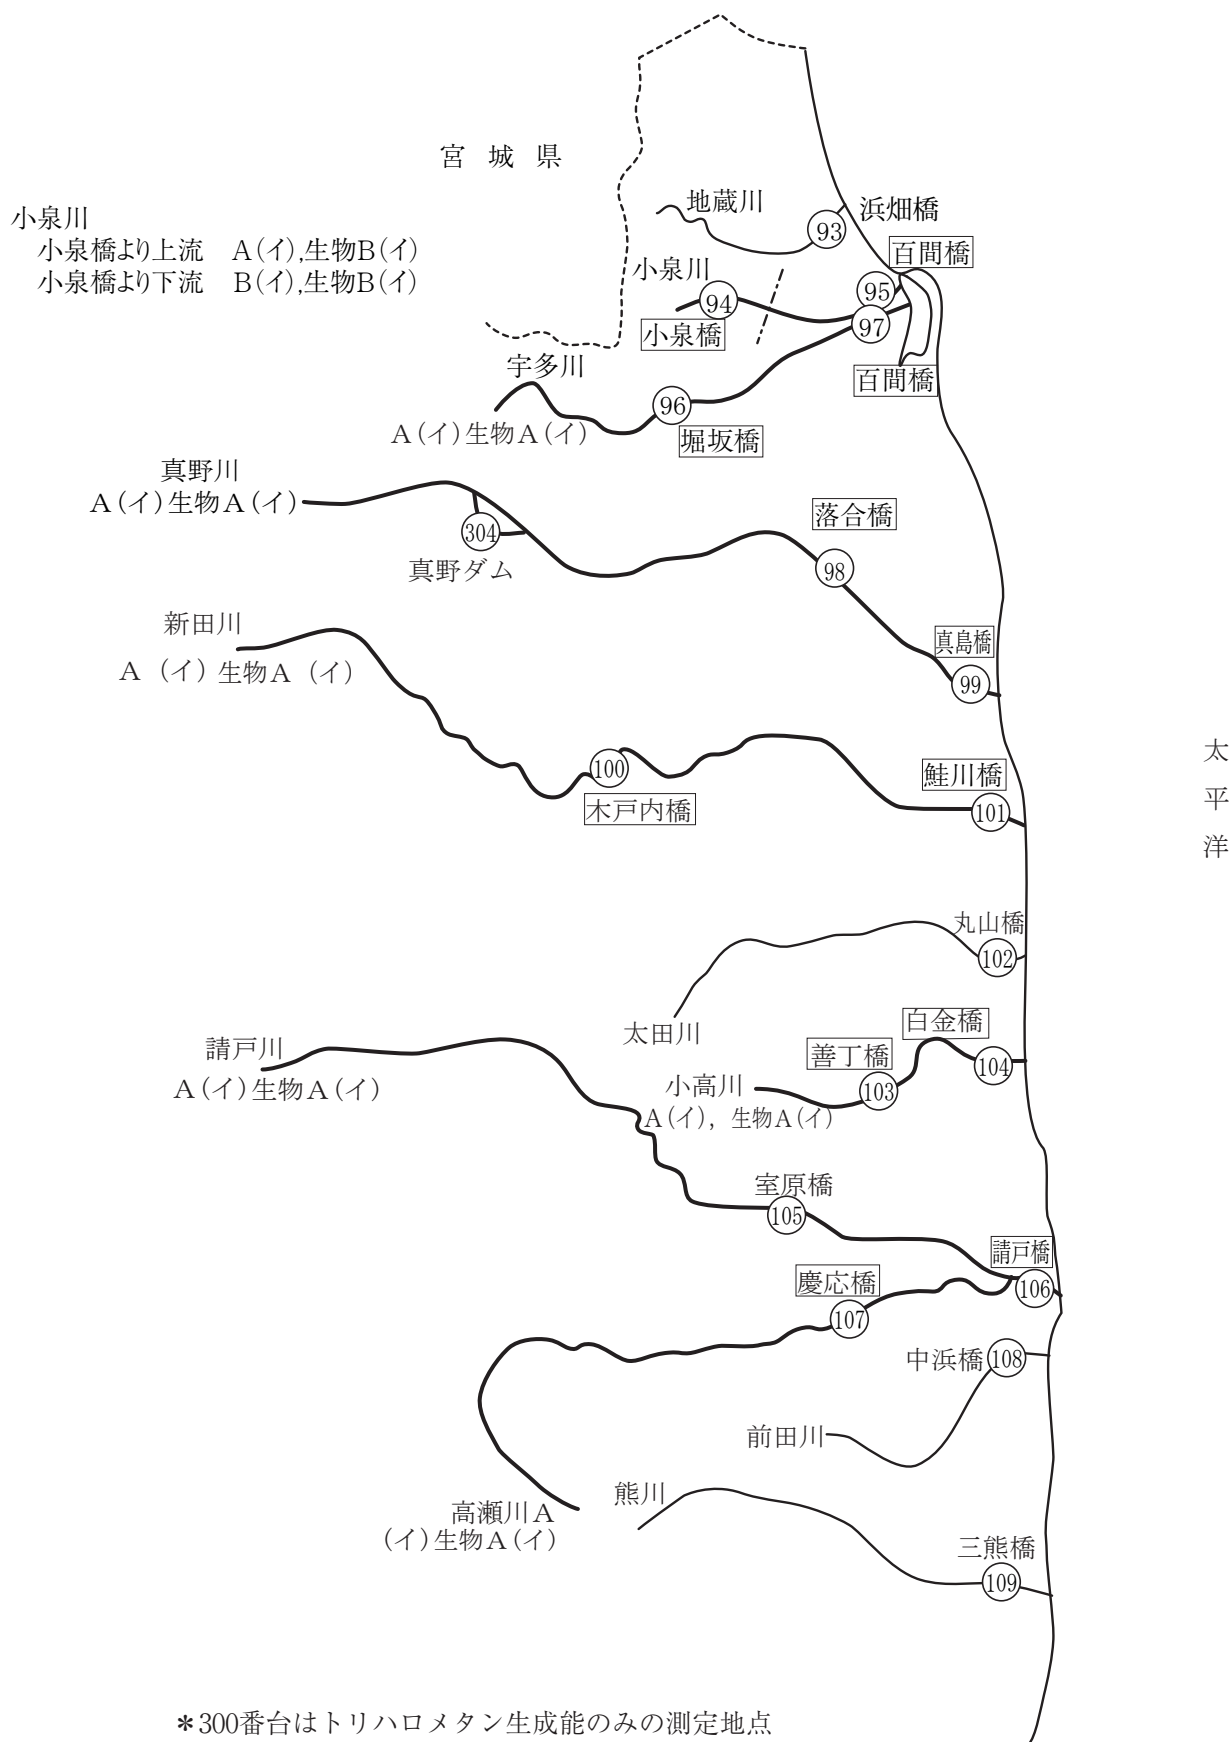 宮城県
小泉川
小泉橋より上流　A(イ),生物B(イ)
小泉橋より下流　B(イ),生物B(イ)
地蔵川
93
浜畑橋
百間橋
小泉川
94
95
97
小泉橋
宇多川
百間橋
96
A(イ)生物A(イ)
堀坂橋
真野川
A(イ)生物A(イ)
落合橋
304
真野ダム
98
新田川
A (イ) 生物A (イ)
真島橋
99
太平洋
100
木戸内橋
鮭川橋
101
丸山橋
102
太田川
白金橋
請戸川
A(イ)生物A(イ)
善丁橋
104
小高川
103
A(イ), 生物A(イ)
室原橋
105
請戸橋
106
慶応橋
107
中浜橋
108
前田川
熊川
高瀬川A
(イ)生物A(イ)
三熊橋
109
*300番台はトリハロメタン生成能のみの測定地点